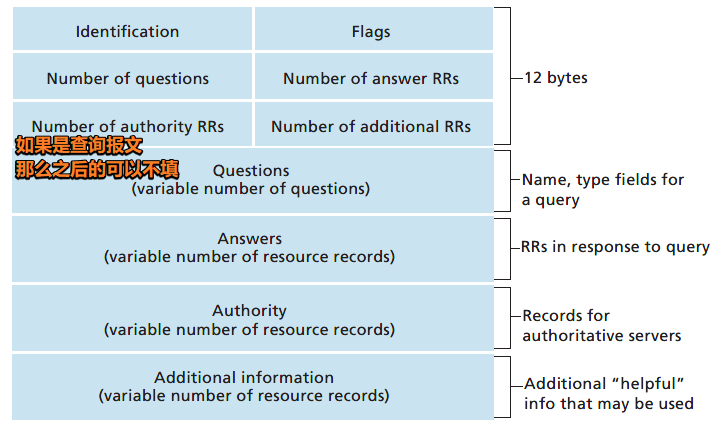 Identification
Flags
Number of questions
Number of answer RRs
12 bytes
Number of authority RRs
Number of additional RRs
如果是查询报文
那么之后的可以不填
Questions
(variable number of questions)
Name, type fields for
a query
Answers
(variable number of resource records)
RRs in response to query
Authority
(variable number of resource records)
Records for
authoritative servers
Additional information
(variable number of resource records)
Additional “helpful”
info that may be used